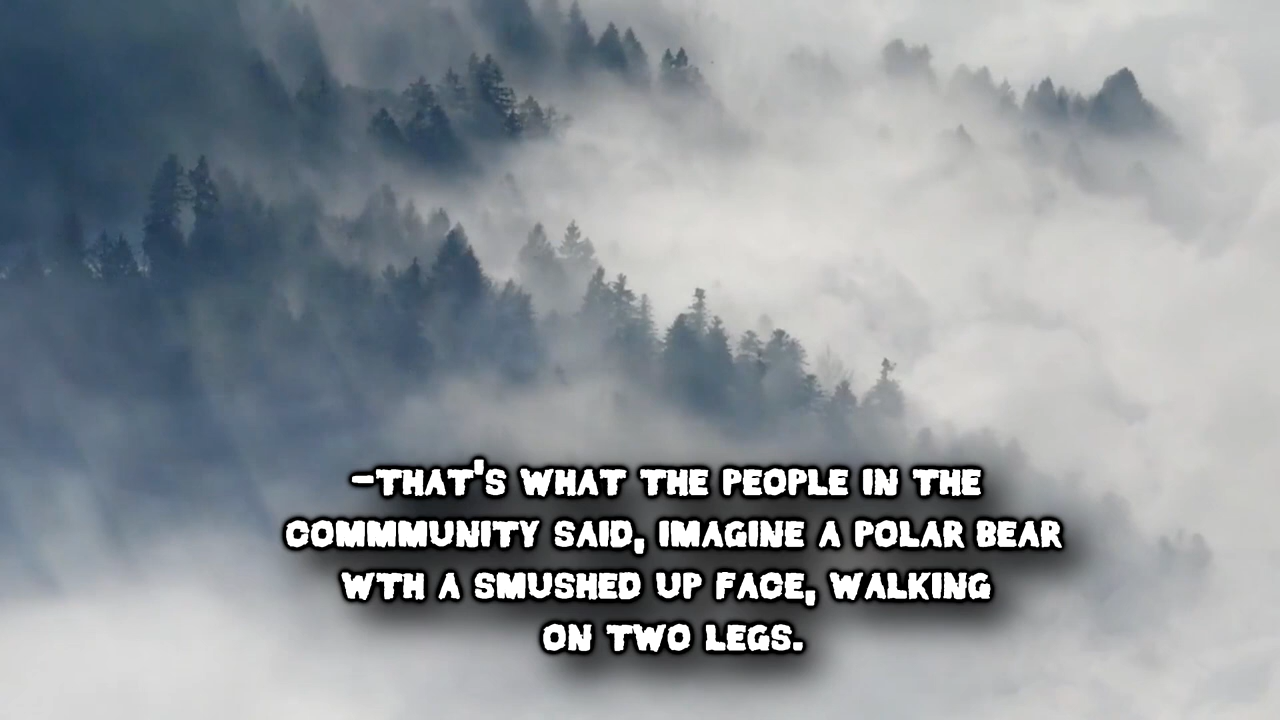 -THAT'S WHAT THE PEOPLE IN THE
COMMMUNITY SAID, IMAGINE A POLAR BEAR
WTH A SMUSHED UP FACE, WALKING
ON TWO LEGS.